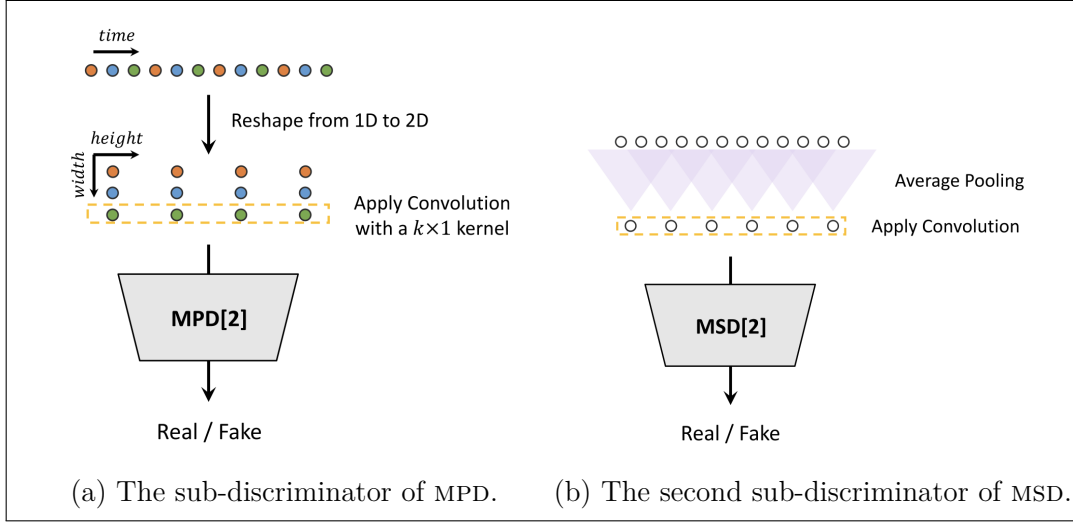 time
Reshape from 1D to 2D
height
width
Apply Convolution
with a k×1 kernel
MPD[2]
Real / Fake
(a) The sub-discriminator of MPD.
Average Pooling
Apply Convolution
MSD[2]
Real / Fake
(b) The second sub-discriminator of MSD.